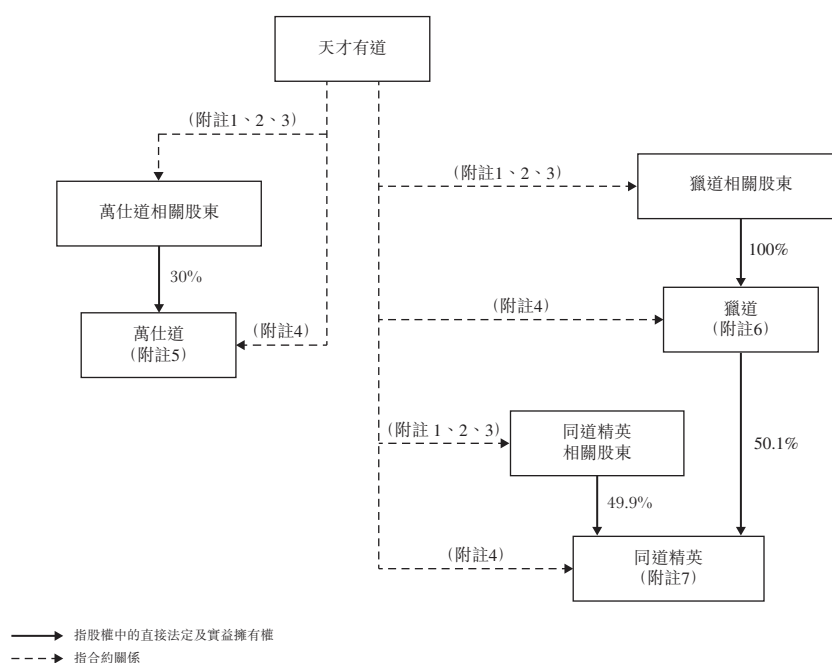 天才有道
(附註1、2、3)
(附註1、2、3)
萬仕道相關股東
獵道相關股東
30%
100%
萬仕道
(附註5)
(附註4)
(附註4)
獵道
(附註6)
(附註 1、2、3)
同道精英
相關股東
50.1%
49.9%
(附註4)
同道精英
(附註7)
指股權中的直接法定及實益擁有權
指合約關係